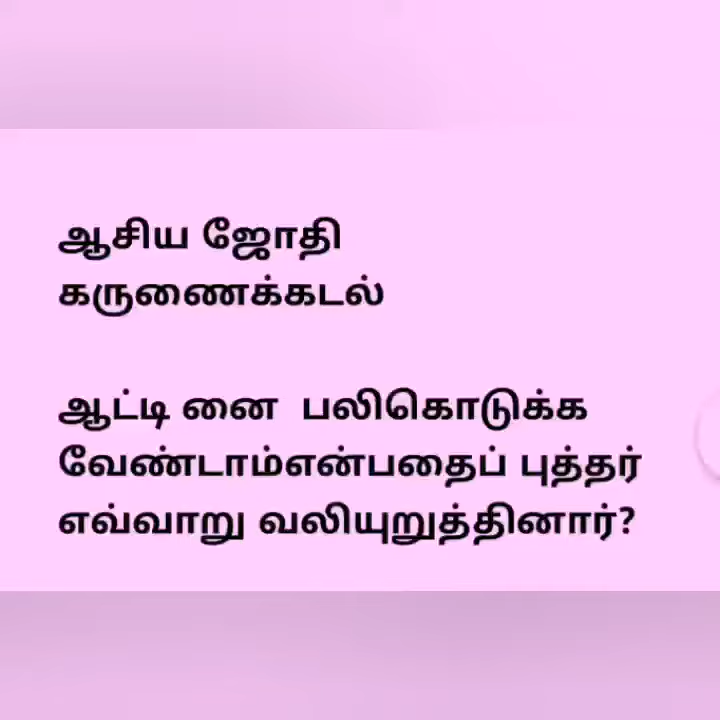 ஆசிய ஜோதி
கருணைக்கடல்
ஆட்டி னை பலிகொடுக்க
வேண்டாம்என்பதைப் புத்தர்
எவ்வாறு வலியுறுத்தினார்?